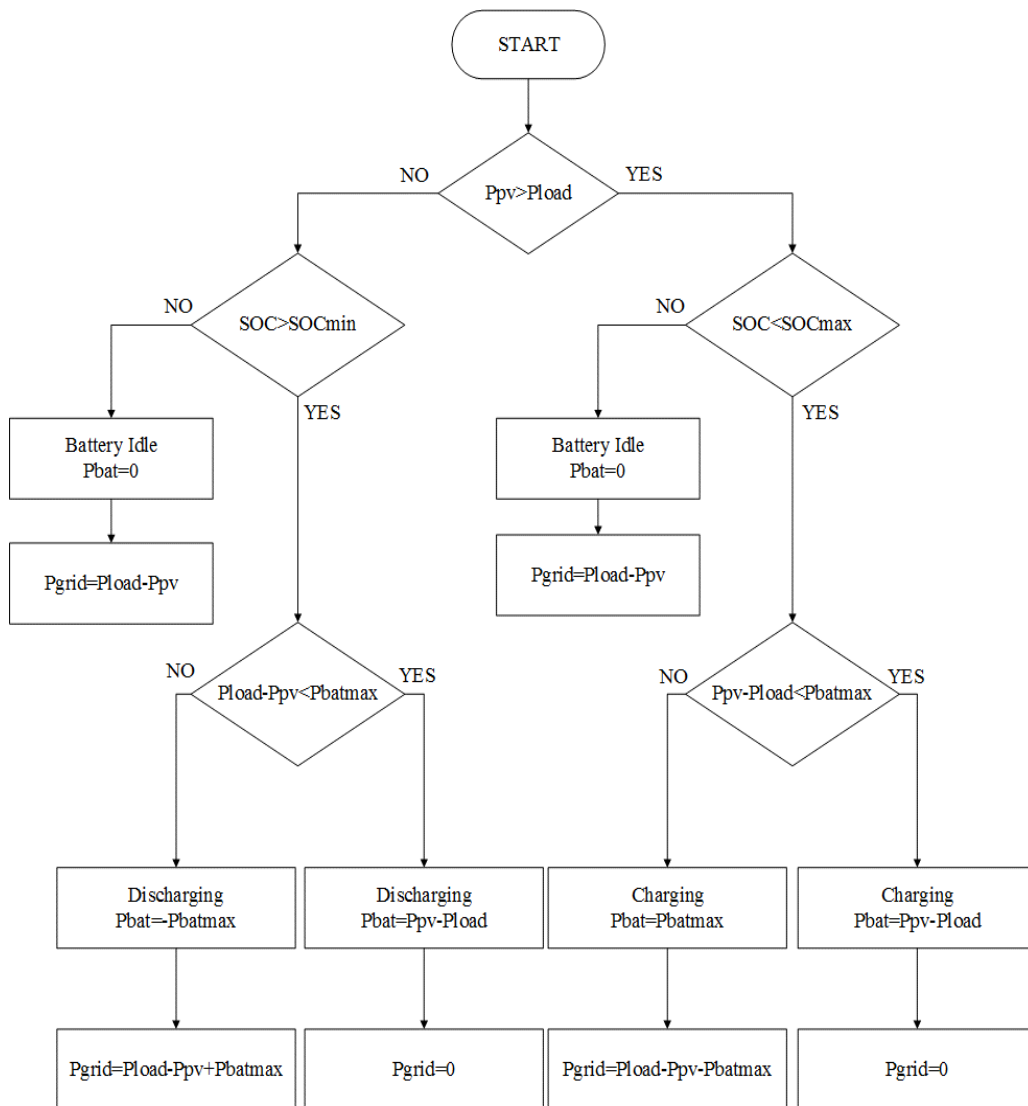 START
NO
YES
Ppv>Pload
NO
SOC>SOCmin
YES
NO
SOC<SOCmax
YES
Battery Idle
Pbat=0
Pgrid=Pload-Ppv
Battery Idle
Pbat=0
Pgrid=Pload-Ppv
NO
Pload-Ppv<Pbatmax
YES
NO
Ppv-Pload<Pbatmax
YES
Discharging
Pbat=-Pbatmax
Discharging
Pbat=Ppv-Pload
Charging
Pbat=Pbatmax
Charging
Pbat=Ppv-Pload
Pgrid=Pload-Ppv+Pbatmax
Pgrid=0
Pgrid=Pload-Ppv-Pbatmax
Pgrid=0